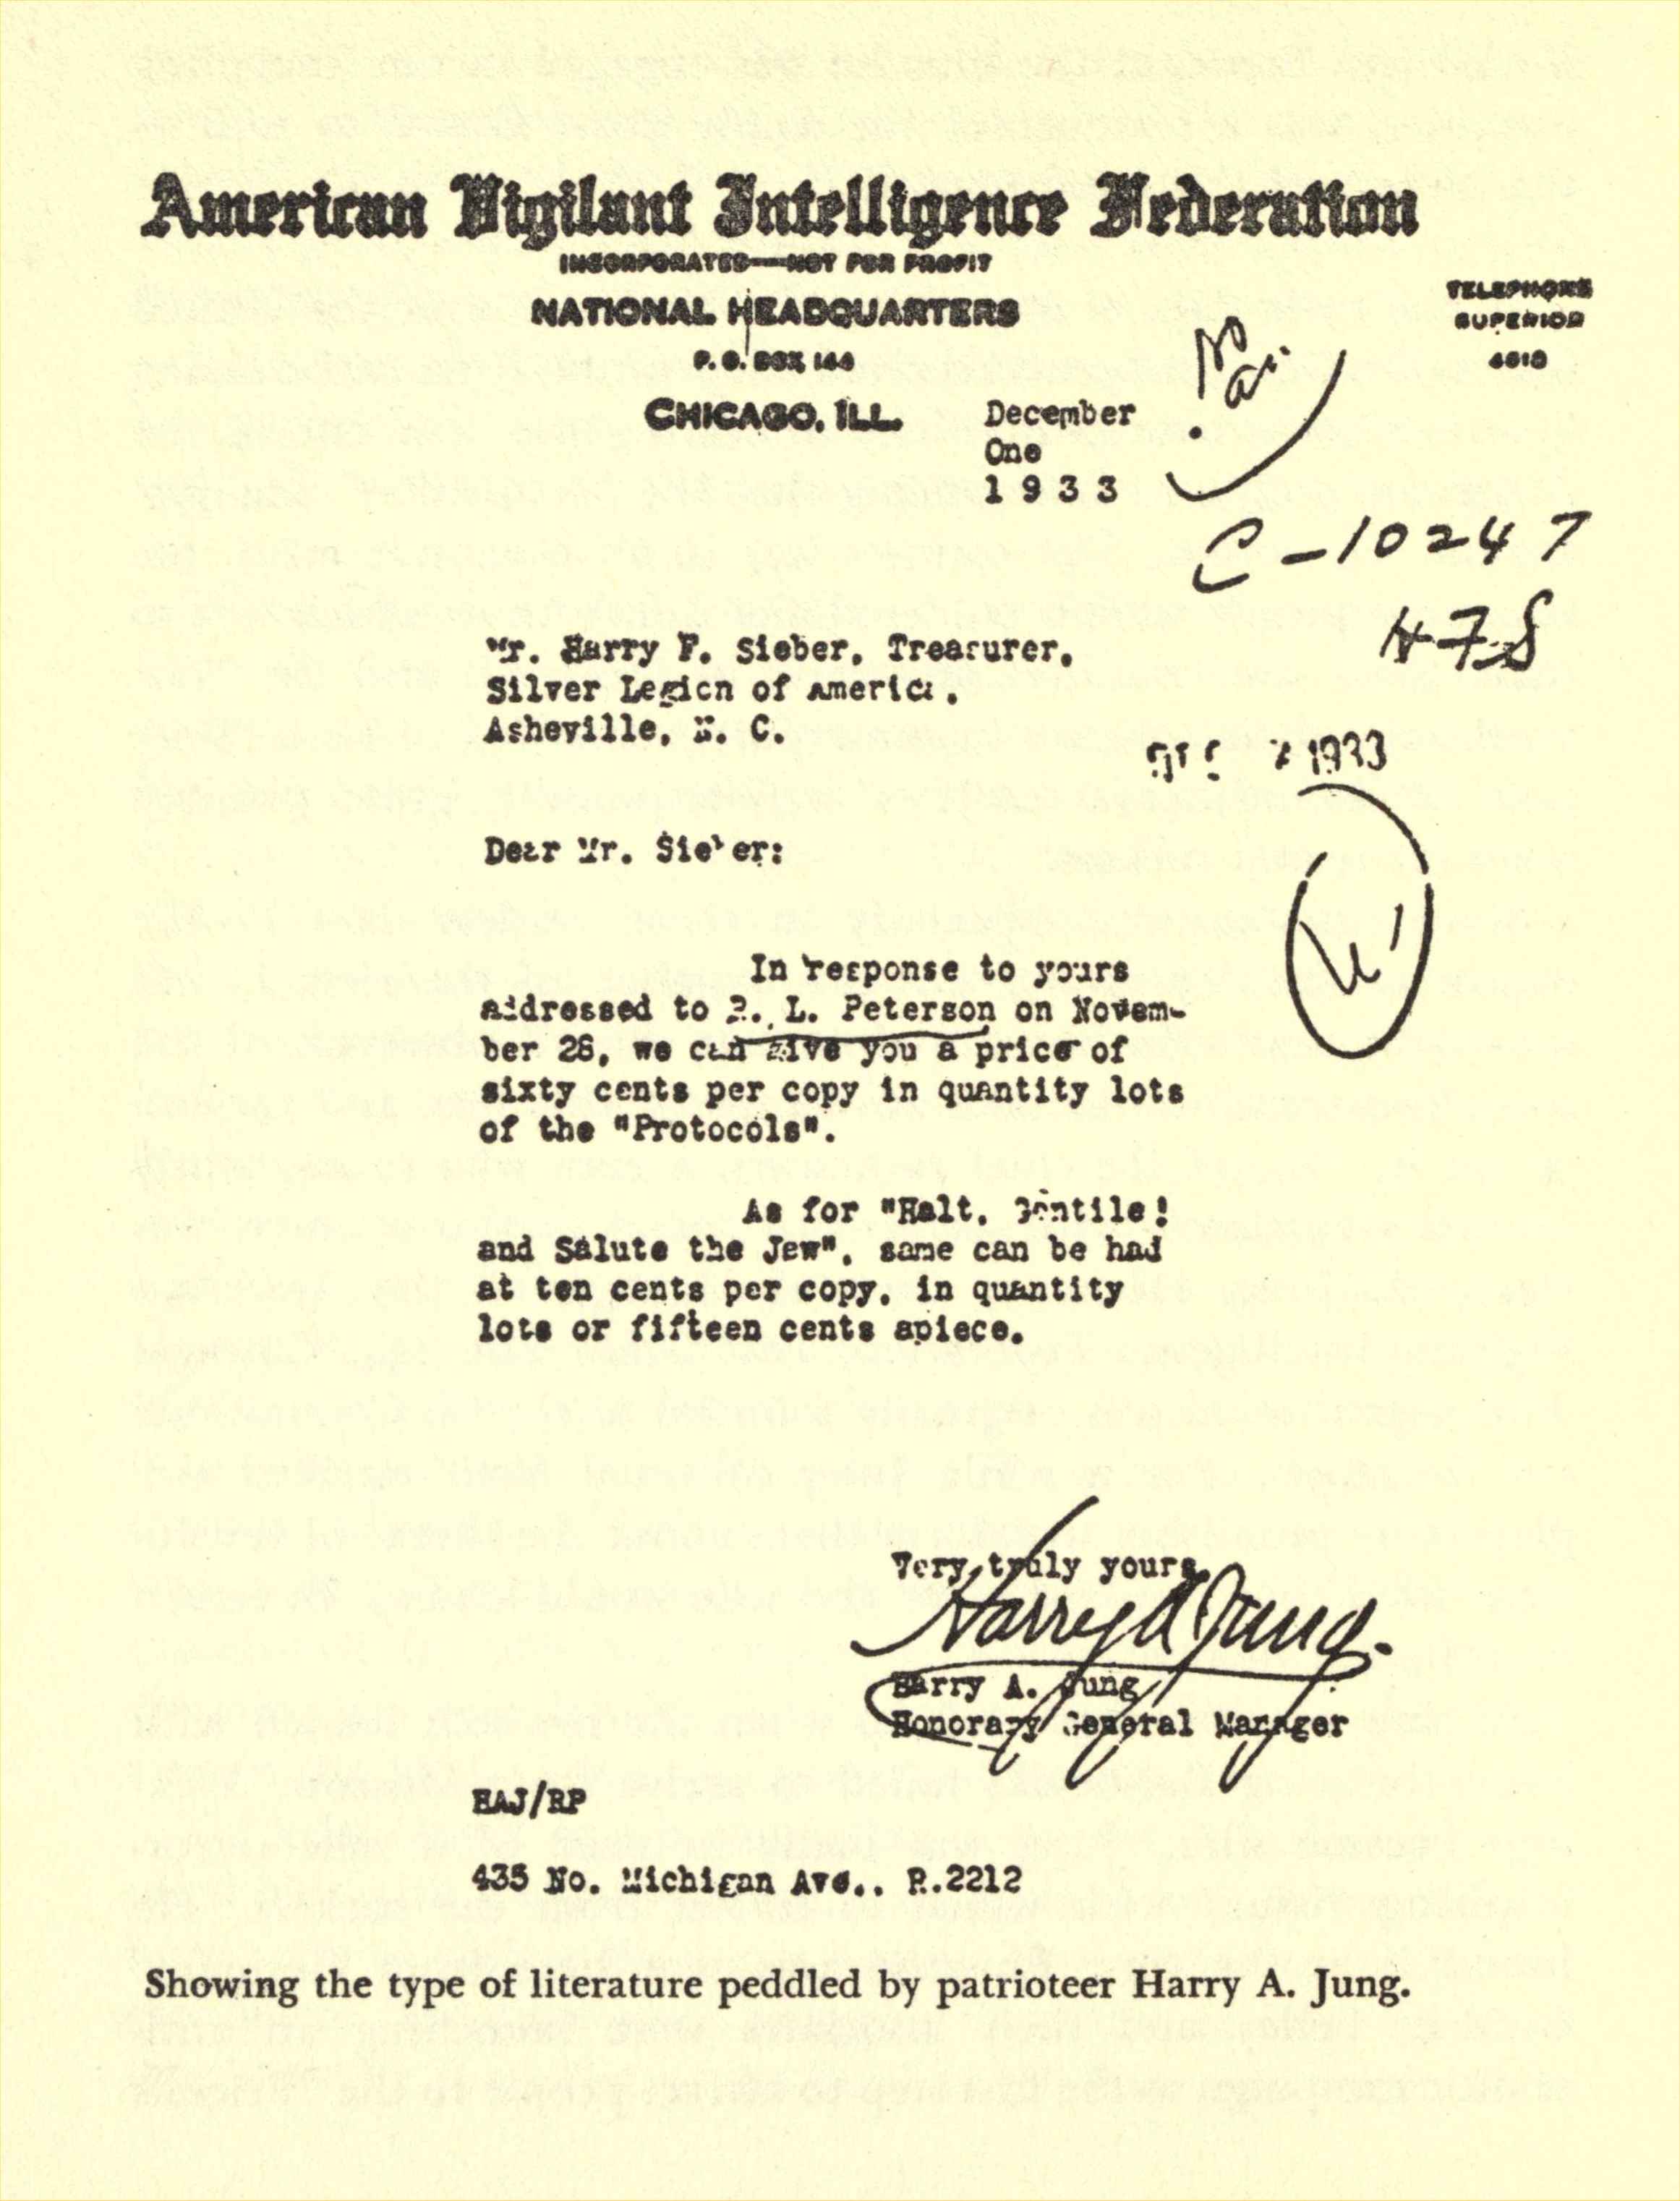 American Vigilant Intelligence Federation
INCORPORATED—NOT FOR PROFIT
NATIONAL HEADQUARTERS
P. O. BOX 144
CHICAGO, ILL.
TELEPHONE
SUPERIOR
4610
December
One
1 9 3 3
C-10247
HFS
Mr. Harry F. Sieber, Treasurer,
Silver Legion of America.
Asheville, N. C.
DEC 1933
Dear Mr. Sieber:
In response to yours
addressed to R. L. Peterson on Novem-
ber 28, we can give you a price of
sixty cents per copy in quantity lots
of the "Protocols".
As for "Halt, Gentile!
and Salute the Jew", same can be had
at ten cents per copy, in quantity
lots or fifteen cents apiece.
Very truly yours,
Harry A Jung.
Harry A. Jung
Honorary General Manager
HAJ/RP
435 No. Michigan Ave., R.2212
Showing the type of literature peddled by patrioteer Harry A. Jung.